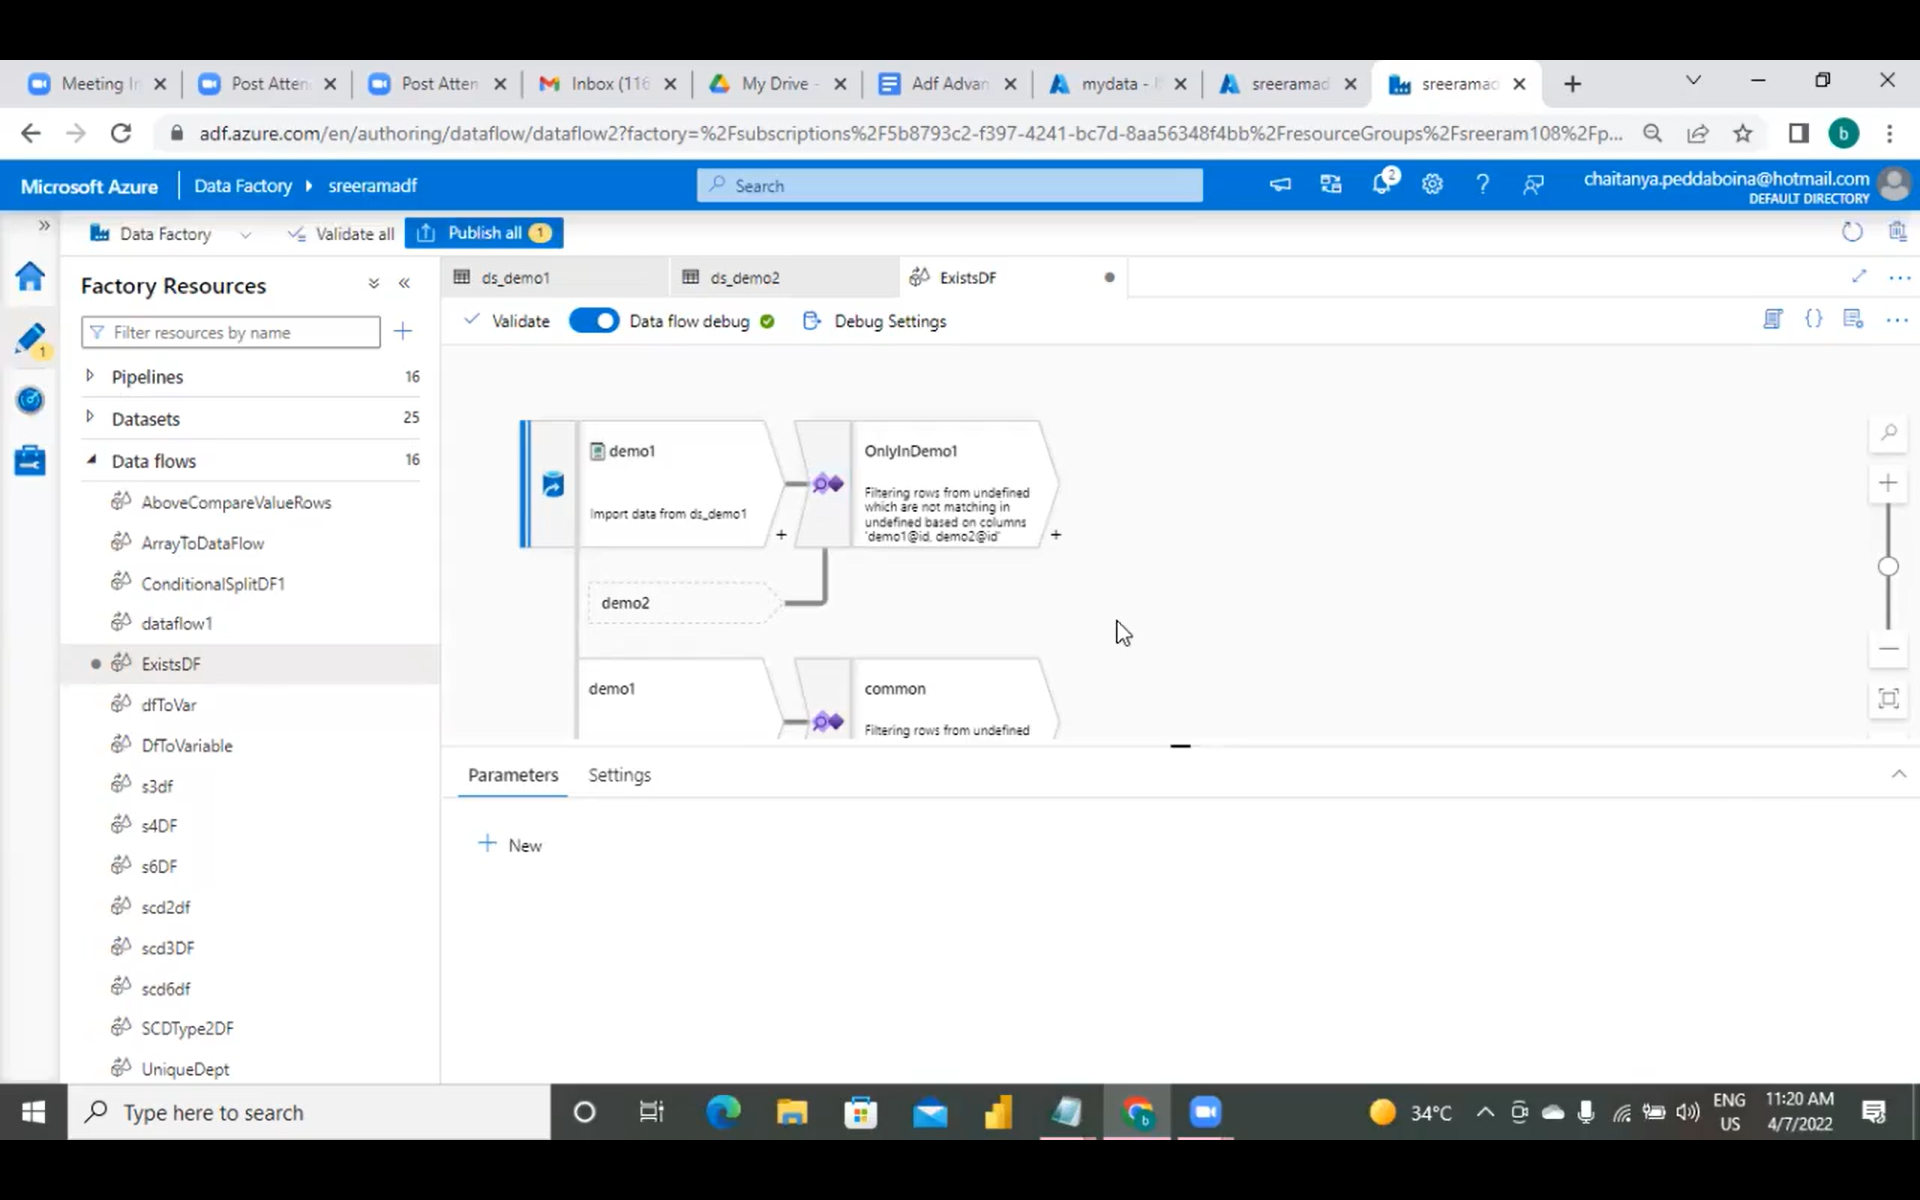 Meeting In
Post Atten
Post Atten
Inbox (116
My Drive -
Adf Advan
mydata -
sreeramad
sreeramad
adf.azure.com/en/authoring/dataflow/dataflow2?factory=%2Fsubscriptions%2F5b8793c2-f397-4241-bc7d-8aa56348f4bb%2FresourceGroups%2Fsreeram108%2Fp...
b
Microsoft Azure
Data Factory
sreeramadf
Search
2
chaitanya.peddaboina@hotmail.com
DEFAULT DIRECTORY
Data Factory
Validate all
Publish all 1
Factory Resources
ds_demo1
ds_demo2
ExistsDF
Filter resources by name
Validate
Data flow debug
Debug Settings
1
Pipelines 16
Datasets 25
Data flows 16
AboveCompareValueRows
ArrayToDataFlow
ConditionalSplitDF1
dataflow1
ExistsDF
dfToVar
DfToVariable
s3df
s4DF
s6DF
scd2df
scd3DF
scd6df
SCDType2DF
UniqueDept
demo1
Import data from ds_demo1
OnlyInDemo1
Filtering rows from undefined
which are not matching in
undefined based on columns
'demo1@id, demo2@id'
demo2
demo1
common
Filtering rows from undefined
Parameters
Settings
New
Type here to search
34°C
ENG
US
11:20 AM
4/7/2022